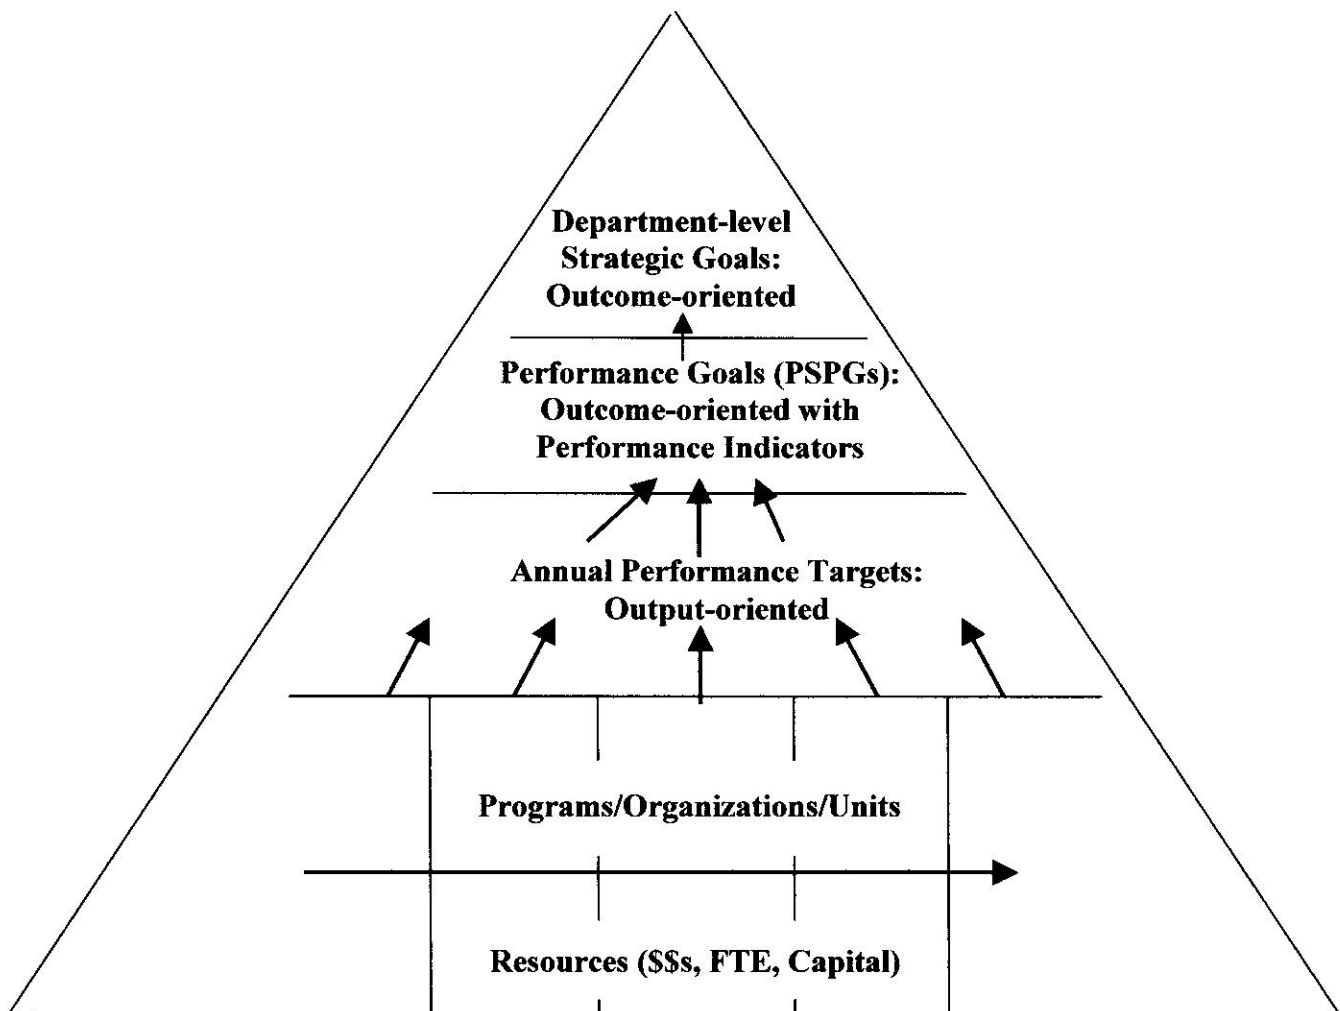 Department-level
Strategic Goals:
Outcome-oriented
Performance Goals (PSPGs):
Outcome-oriented with
Performance Indicators
Annual Performance Targets:
Output-oriented
Programs/Organizations/Units
Resources ($$s, FTE, Capital)